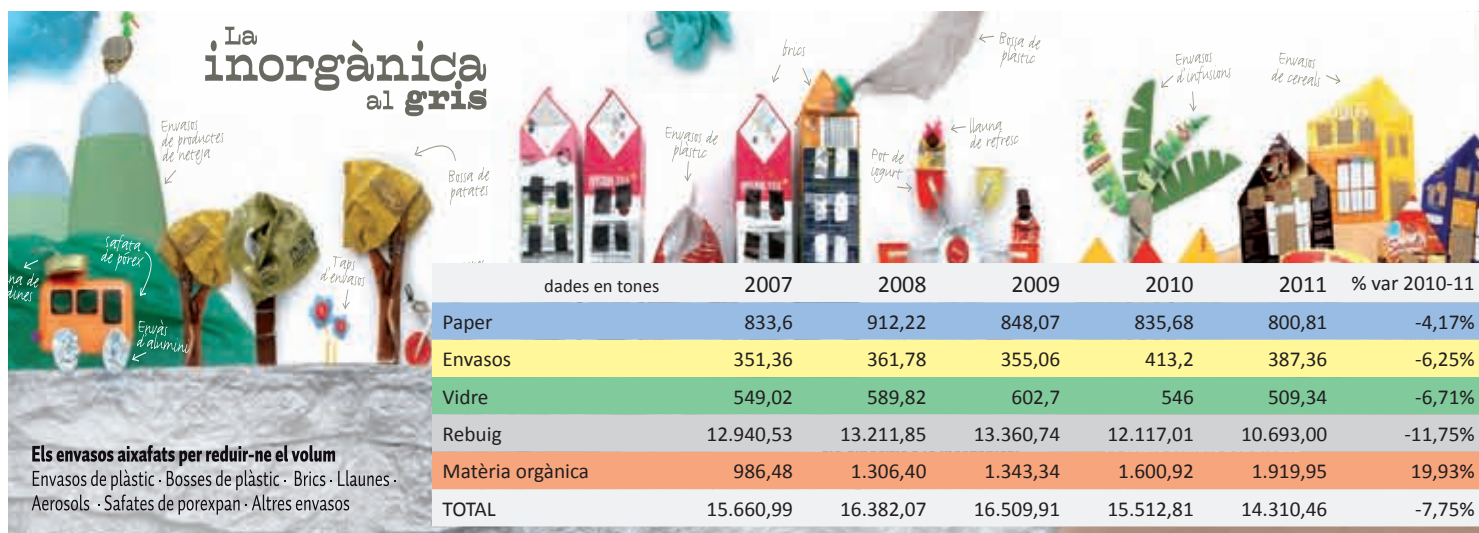 La
inorgànica
al gris
Envasos
de productes
de neteja
Bossa de
patates
Safata
de pòrex
Taps
d'envasos
Envàs
d'alumini
Envasos de
plàstic
brics
Bossa de
plàstic
Pot de
iogurt
llauna
de refresc
Envasos
d'infusions
Envasos
de cereals
Els envasos aixafats per reduir-ne el volum
Envasos de plàstic · Bosses de plàstic · Brics · Llaunes ·
Aerosols · Safates de porexpan · Altres envasos
dades en tones 2007 2008 2009 2010 2011 % var 2010-11
Paper 833,6 912,22 848,07 835,68 800,81 -4,17%
Envasos 351,36 361,78 355,06 413,2 387,36 -6,25%
Vidre 549,02 589,82 602,7 546 509,34 -6,71%
Rebuig 12.940,53 13.211,85 13.360,74 12.117,01 10.693,00 -11,75%
Matèria orgànica 986,48 1.306,40 1.343,34 1.600,92 1.919,95 19,93%
TOTAL 15.660,99 16.382,07 16.509,91 15.512,81 14.310,46 -7,75%